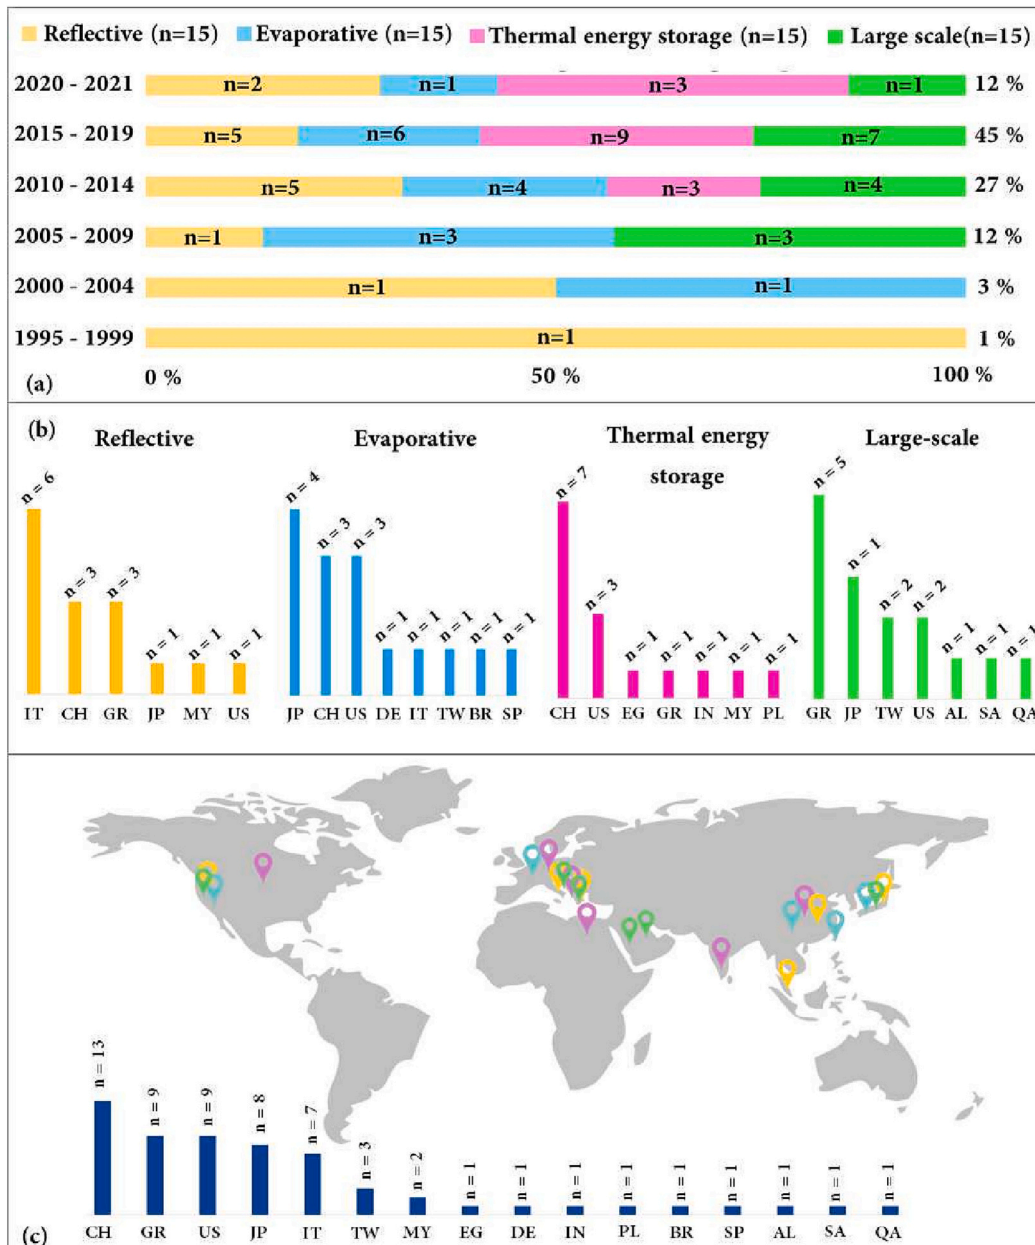 Reflective (n=15) Evaporative (n=15) Thermal energy storage (n=15) Large scale(n=15)
2020 - 2021 n=2 n=1 n=3 n=1 12 %
2015 - 2019 n=5 n=6 n=9 n=7 45 %
2010 - 2014 n=5 n=4 n=3 n=4 27 %
2005 - 2009 n=1 n=3 n=3 12 %
2000 - 2004 n=1 n=1 3 %
1995 - 1999 n=1 1 %
0 % 50 % 100 %
(a)
(b)
Reflective
n = 6 n = 3 n = 3 n = 1 n = 1 n = 1
IT CH GR JP MY US
Evaporative
n = 4 n = 3 n = 3 n = 1 n = 1 n = 1 n = 1 n = 1
JP CH US DE IT TW BR SP
Thermal energy
storage
n = 7 n = 3 n = 1 n = 1 n = 1 n = 1 n = 1
CH US EG GR IN MY PL
Large-scale
n = 5 n = 1 n = 2 n = 2 n = 1 n = 1 n = 1
GR JP TW US AL SA QA
n = 13 n = 9 n = 9 n = 8 n = 7 n = 3 n = 2 n = 1 n = 1 n = 1 n = 1 n = 1 n = 1 n = 1 n = 1 n = 1
CH GR US JP IT TW MY EG DE IN PL BR SP AL SA QA
(c)